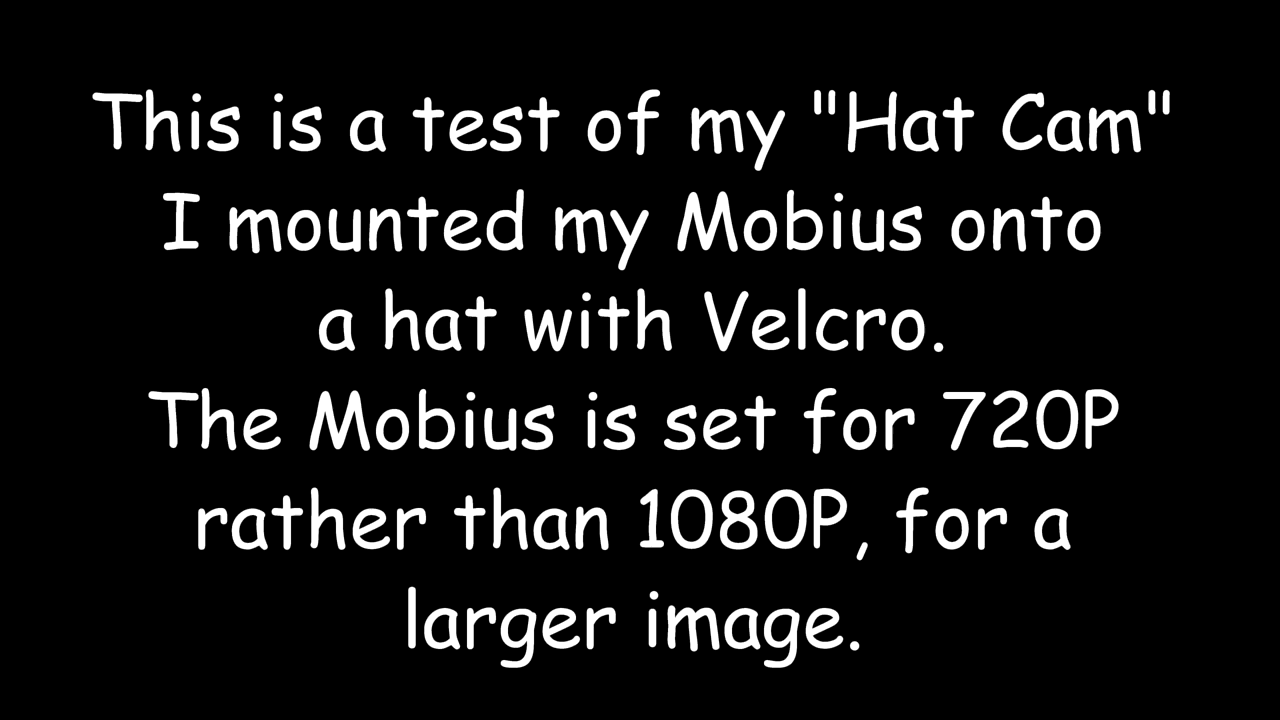 This is a test of my "Hat Cam"
I mounted my Mobius onto
a hat with Velcro.
The Mobius is set for 720P
rather than 1080P, for a
larger image.